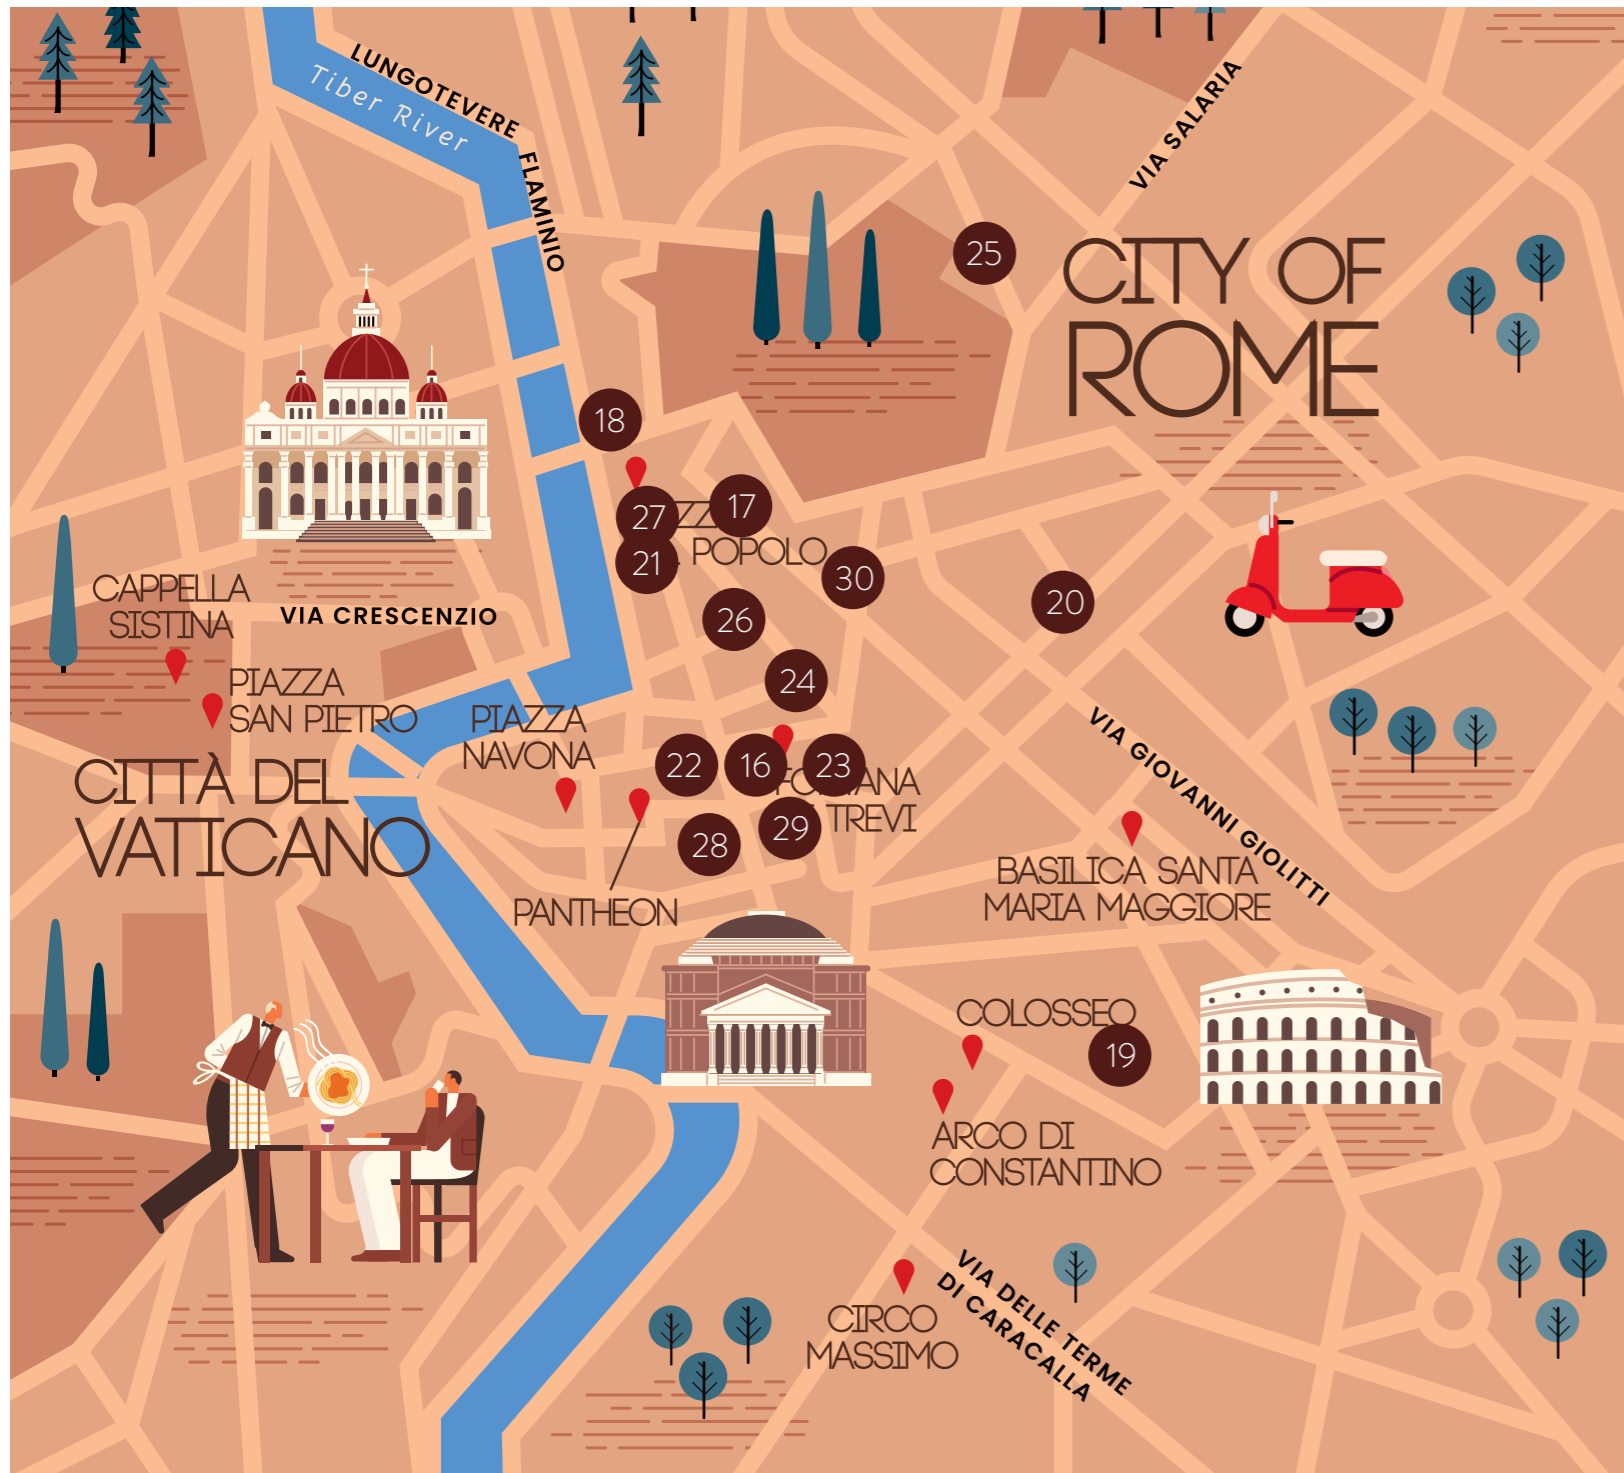 LUNGOTEVERE
Tiber River
FLAMINIO
VIA SALARIA
25
CITY OF
ROME
18
27
17
21
POPOLO
30
20
26
CAPPELLA
SISTINA
VIA CRESCENZIO
PIAZZA
SAN PIETRO
PIAZZA
NAVONA
24
22
16
23
TREVI
29
28
CITTÀ DEL
VATICANO
PANTHEON
VIA GIOVANNI GIOLITTI
BASILICA SANTA
MARIA MAGGIORE
COLOSSEO
19
ARCO DI
CONSTANTINO
CIRCO
MASSIMO
VIA DELLE TERME
DI CARACALLA